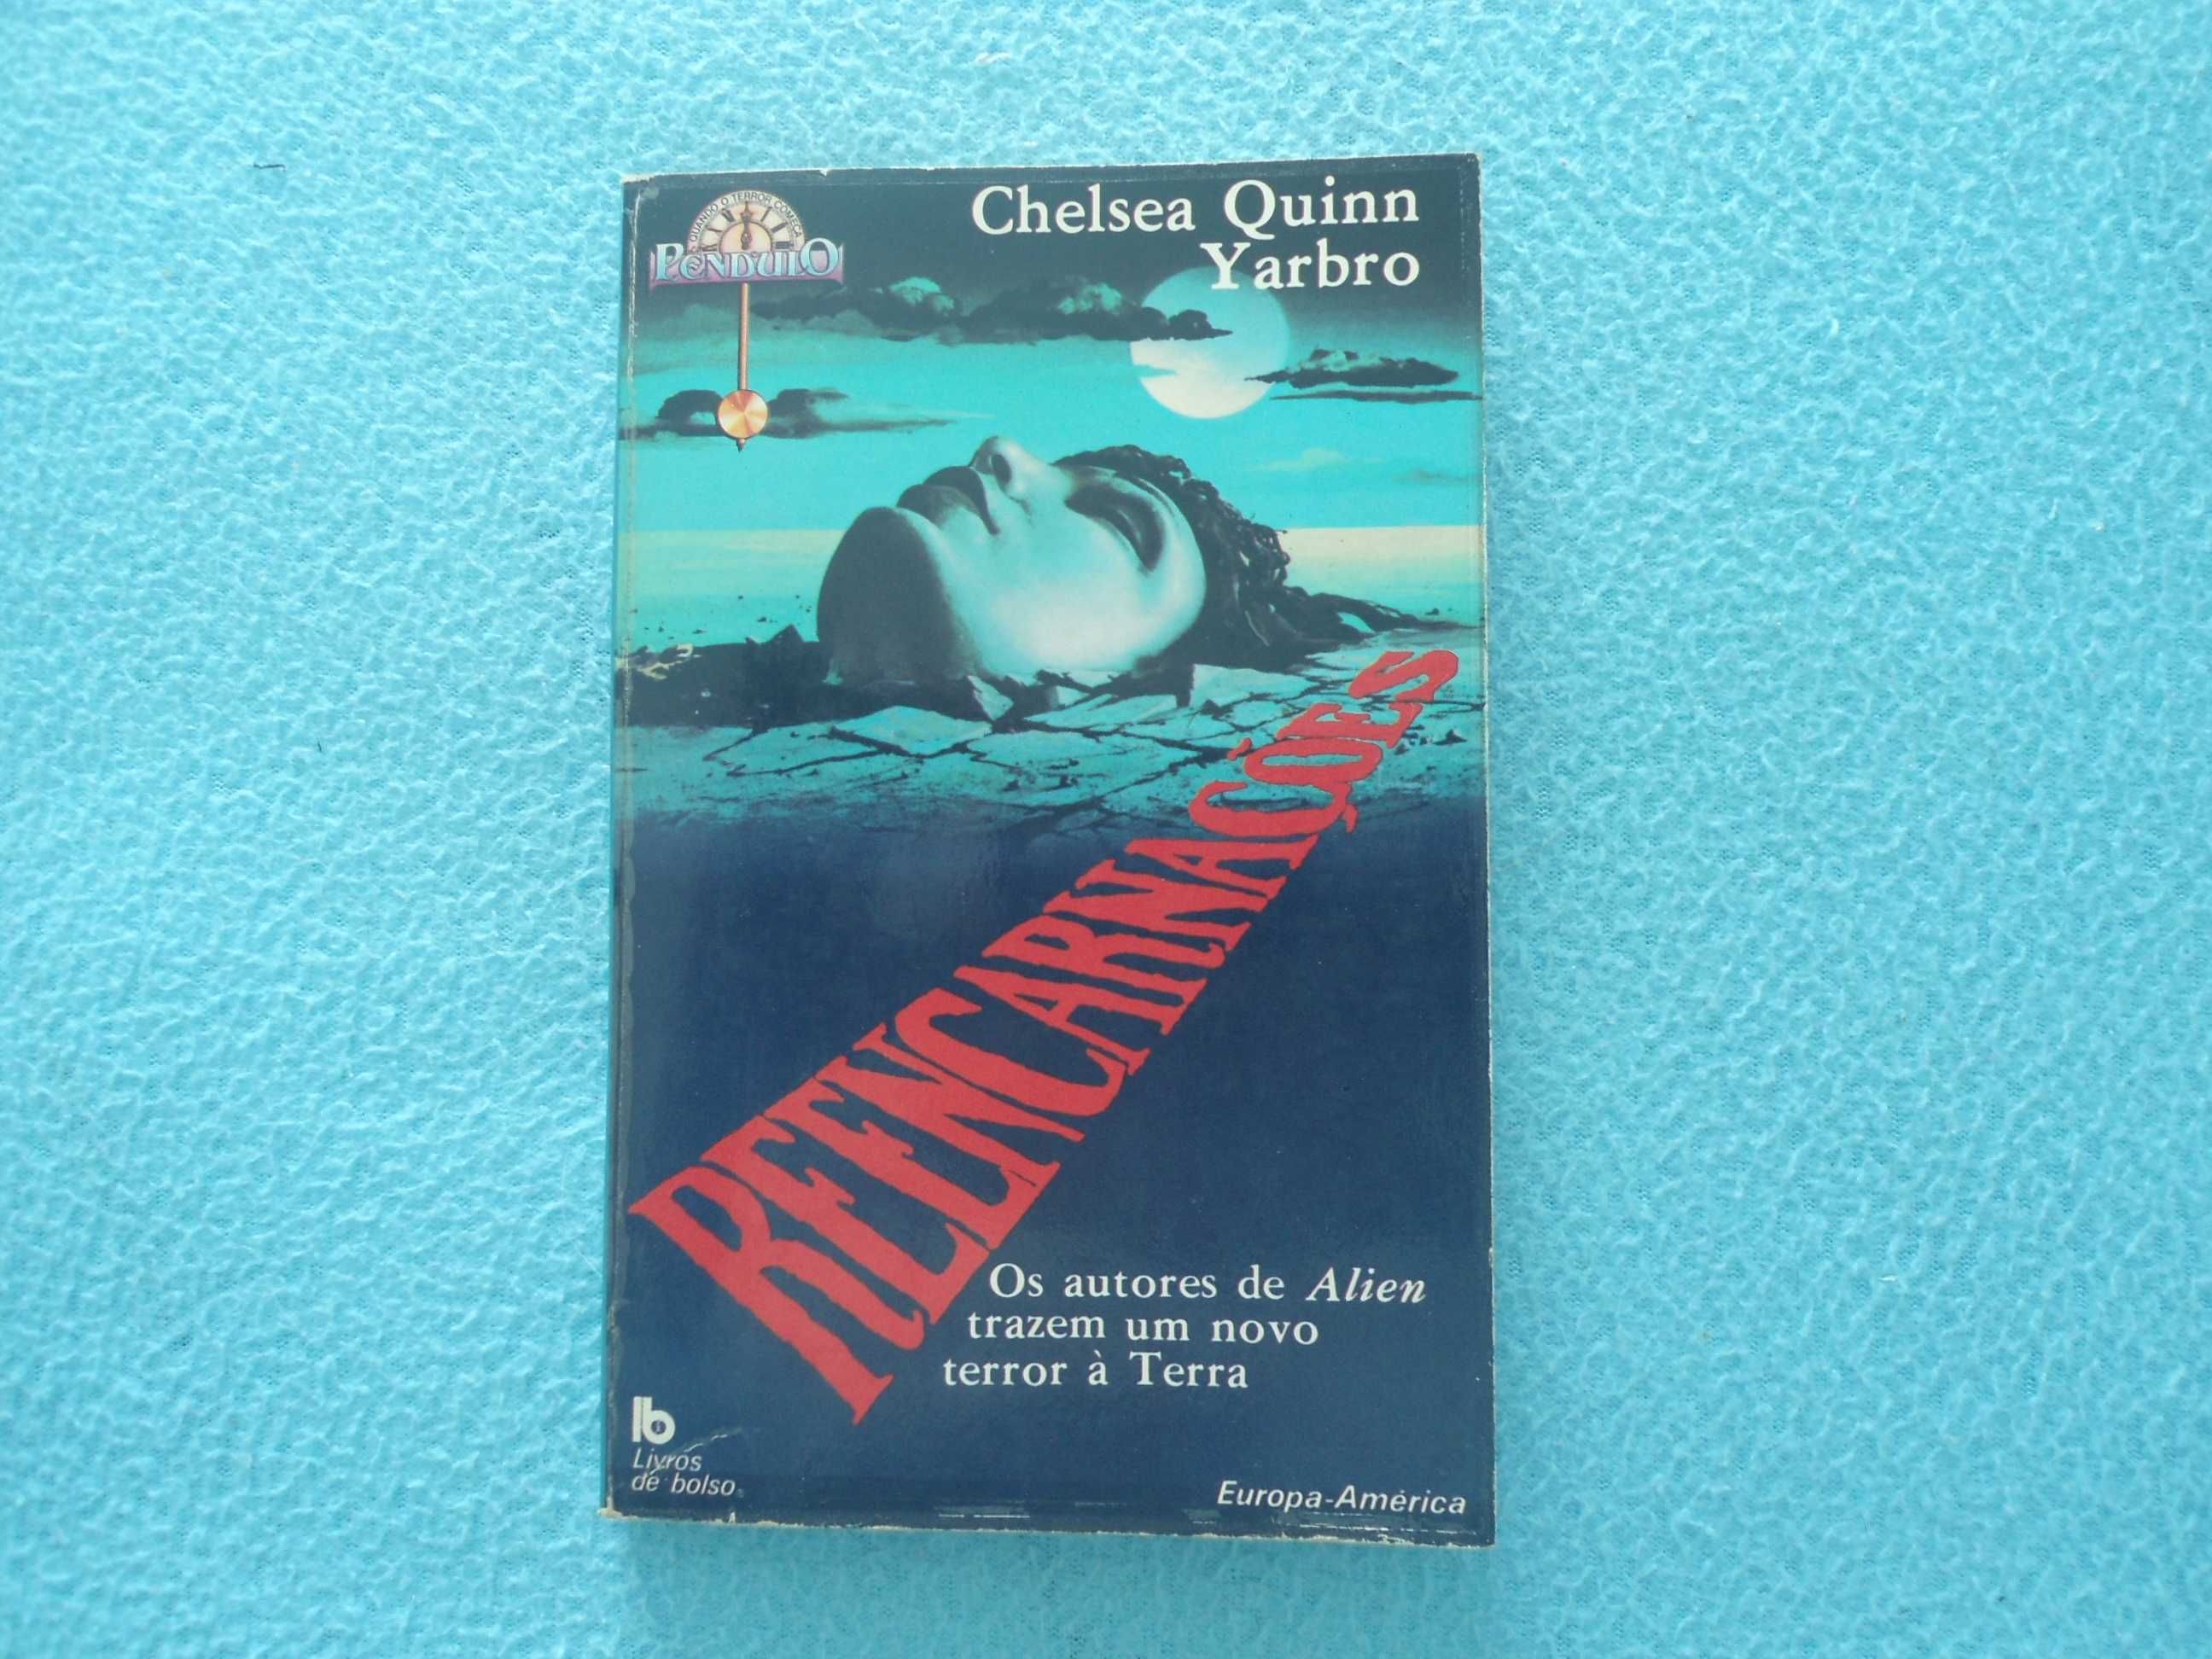 QUANDO O TERROR COMEÇA
PÊNDULO
Chelsea Quinn
Yarbro
REENCARNAÇÕES
Os autores de Alien
trazem um novo
terror à Terra
lb
Livros
de bolso
Europa-América